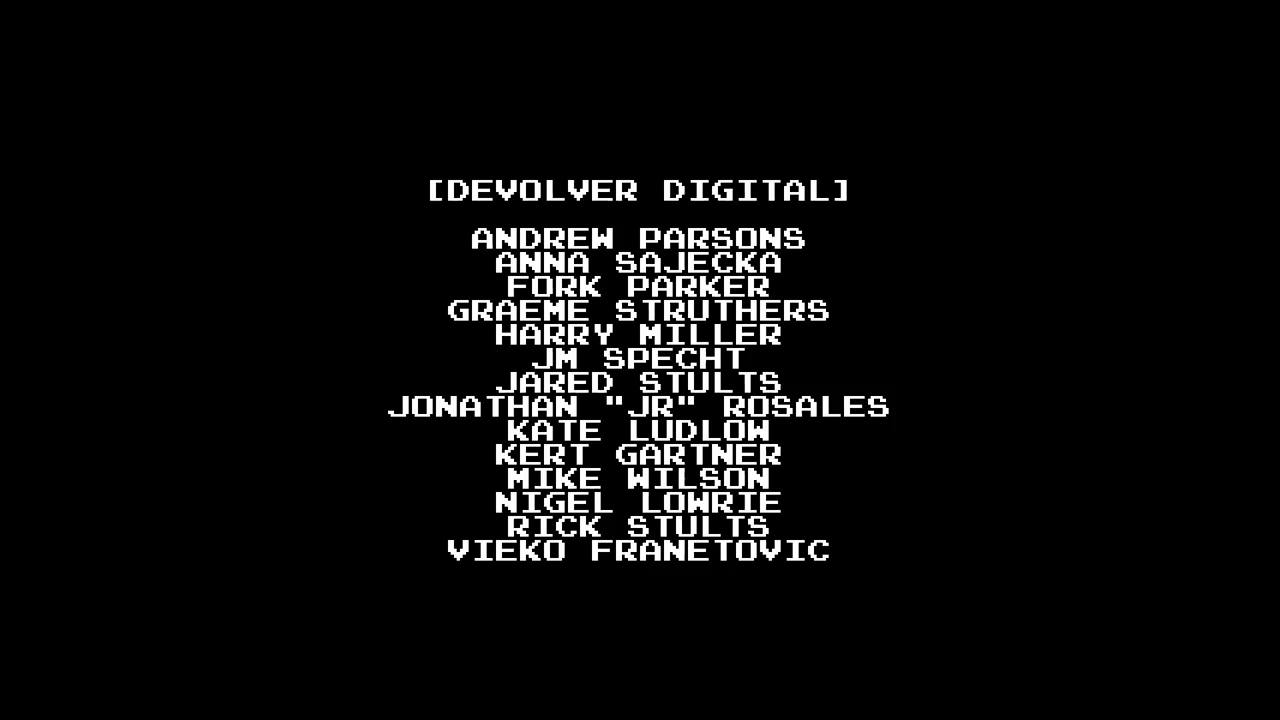 [DEVOLVER DIGITAL]
ANDREW PARSONS
ANNA SAJECKA
FORK PARKER
GRAEME STRUTHERS
HARRY MILLER
JM SPECHT
JARED STULTS
JONATHAN "JR" ROSALES
KATE LUDLOW
KERT GARTNER
MIKE WILSON
NIGEL LOWRIE
RICK STULTS
VIEKO FRANETOVIC